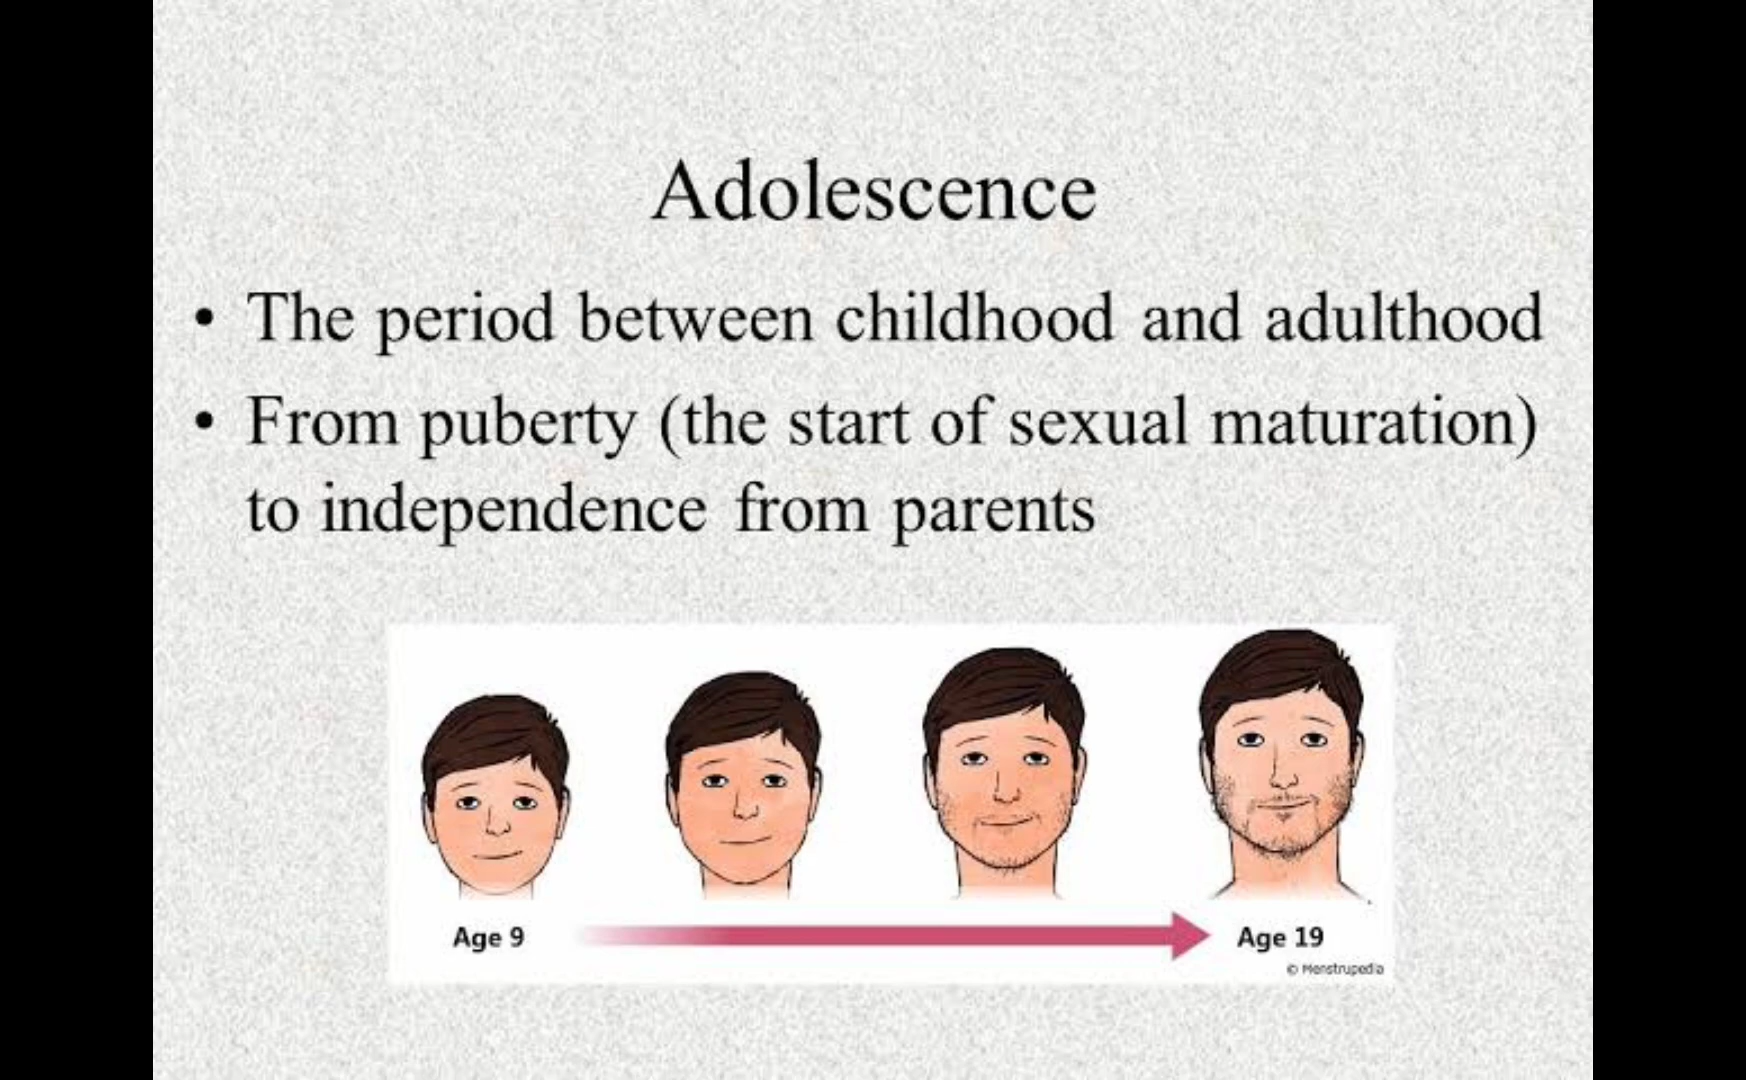 Adolescence
• The period between childhood and adulthood
• From puberty (the start of sexual maturation)
to independence from parents
Age 9
Age 19
© Menstrupedia